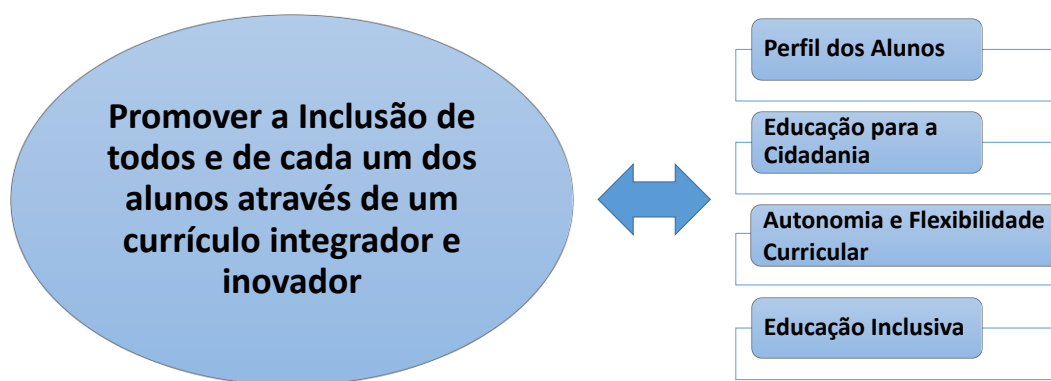 Promover a Inclusão de
todos e de cada um dos
alunos através de um
currículo integrador e
inovador
Perfil dos Alunos
Educação para a
Cidadania
Autonomia e Flexibilidade
Curricular
Educação Inclusiva